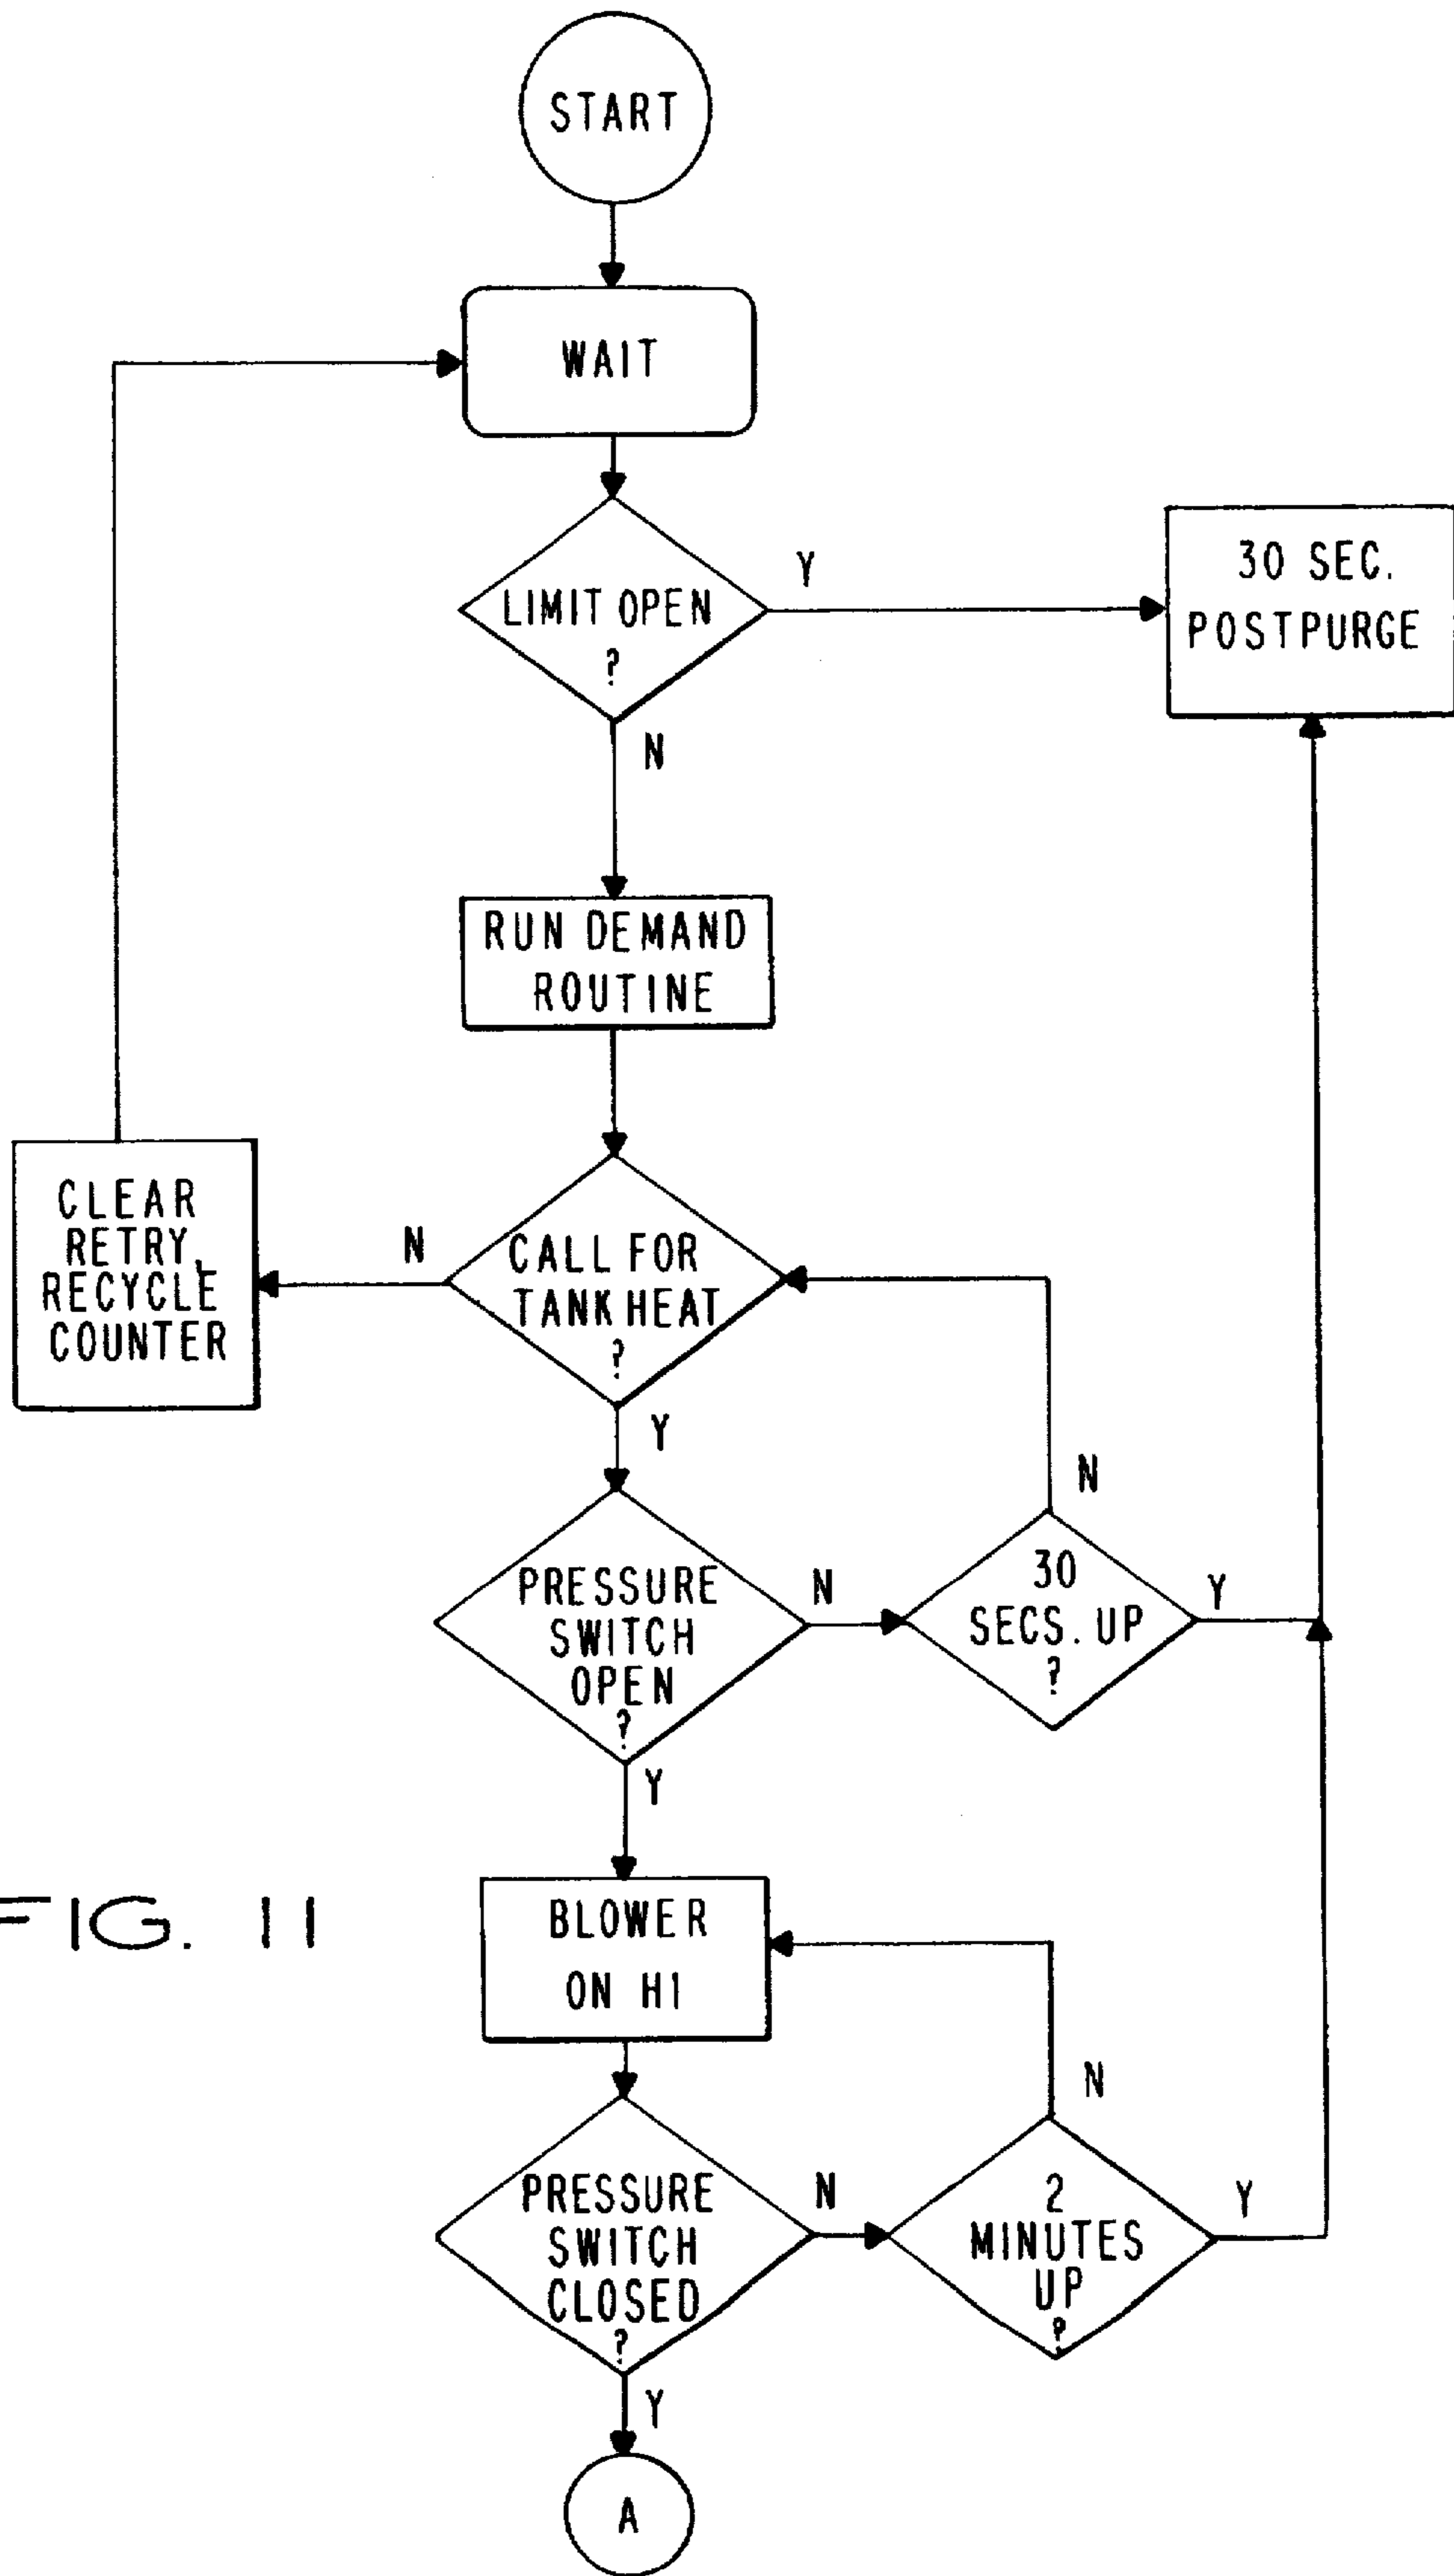 START
WAIT
LIMIT OPEN
?
Y
N
30 SEC.
POSTPURGE
RUN DEMAND
ROUTINE
CLEAR
RETRY,
RECYCLE
COUNTER
N
CALL FOR
TANK HEAT
?
Y
PRESSURE
SWITCH
OPEN
?
N
Y
30
SECS. UP
?
N
Y
BLOWER
ON HI
PRESSURE
SWITCH
CLOSED
?
N
Y
2
MINUTES
UP
?
N
Y
A
FIG. 11